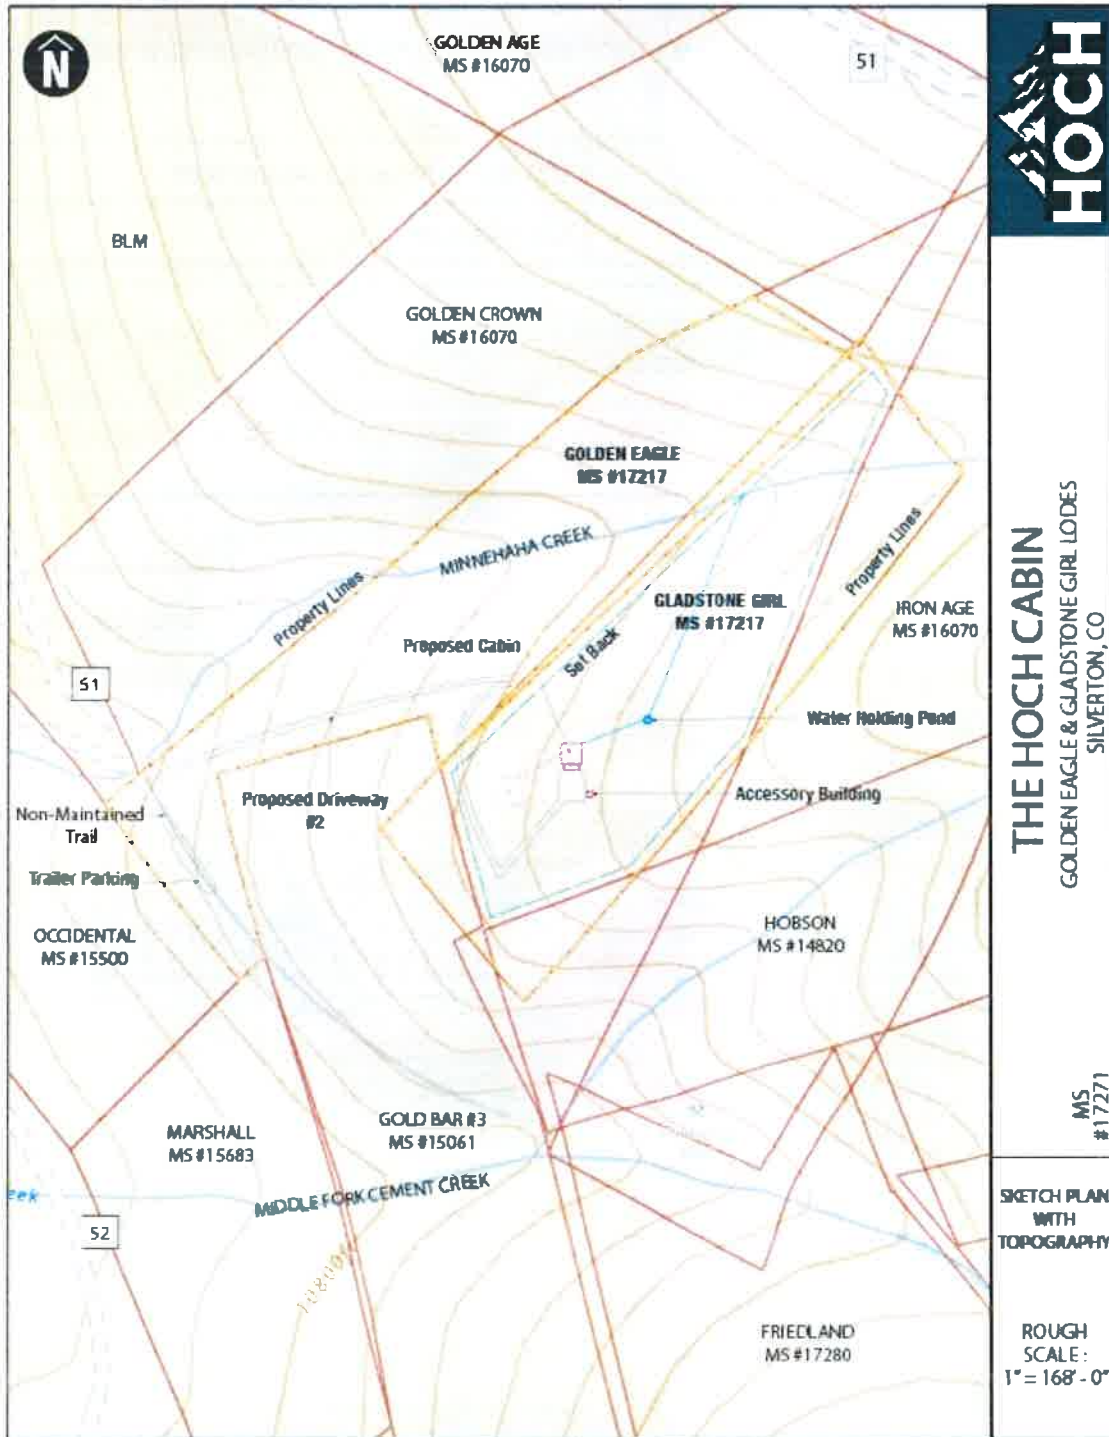 N
GOLDEN AGE
MS #16070
51
BLM
GOLDEN CROWN
MS #16070
GOLDEN EAGLE
MS #17217
MINNEHAHA CREEK
Property Lines
GLADSTONE GIRL
MS #17217
Property Lines
IRON AGE
MS #16070
Proposed Cabin
Set Back
51
Water Holding Pond
Proposed Driveway
#2
Accessory Building
Non-Maintained
Trail
Trailer Parking
OCCIDENTAL
MS #15500
HOBSON
MS #14820
MARSHALL
MS #15683
GOLD BAR #3
MS #15061
MIDDLE FORK CEMENT CREEK
eek
52
FRIEDLAND
MS #17280
HOCH
THE HOCH CABIN
GOLDEN EAGLE & GLADSTONE GIRL LODES
SILVERTON, CO
MS
#17271
SKETCH PLAN
WITH
TOPOGRAPHY
ROUGH
SCALE:
1" = 168' - 0"